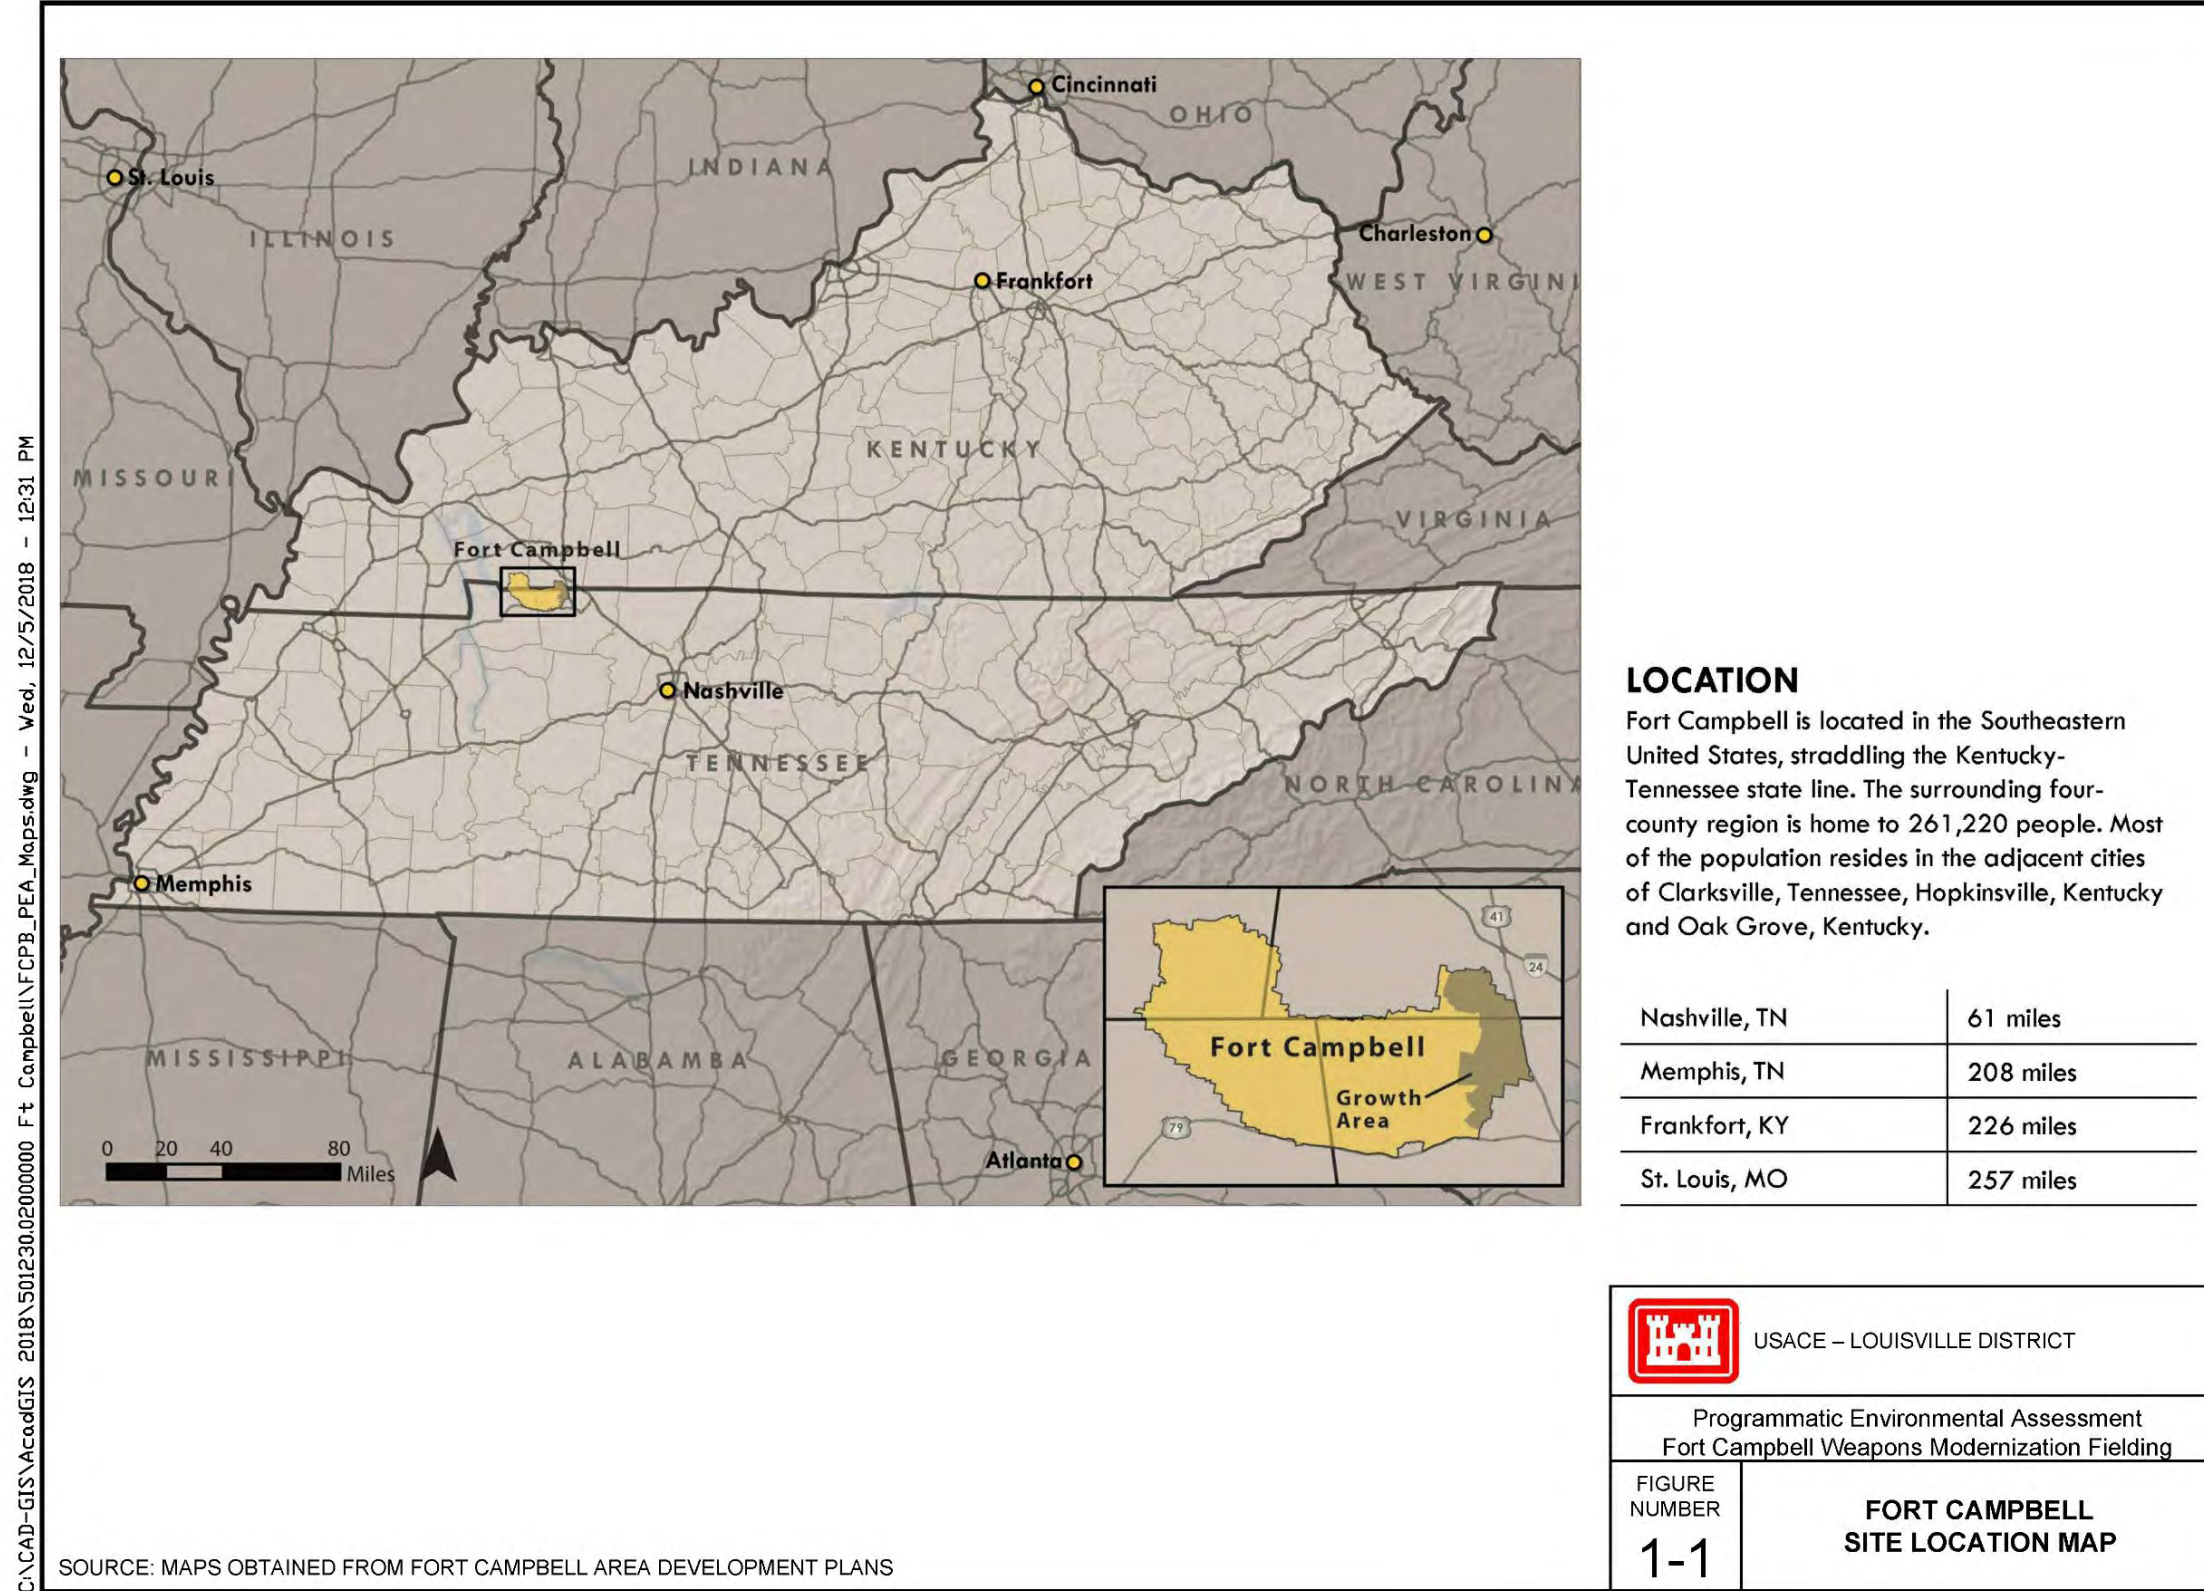 Cincinnati
OHIO
St. Louis
INDIANA
ILLINOIS
Charleston
WEST VIRGINI
Frankfort
KENTUCKY
MISSOURI
VIRGINIA
Fort Campbell
Nashville
TENNESSEE
NORTH CAROLINA
Memphis
MISSISSIPPI
ALABAMBA
GEORGIA
Atlanta
0 20 40 80
Miles
41
24
Fort Campbell
Growth
Area
79
LOCATION
Fort Campbell is located in the Southeastern
United States, straddling the Kentucky-
Tennessee state line. The surrounding four-
county region is home to 261,220 people. Most
of the population resides in the adjacent cities
of Clarksville, Tennessee, Hopkinsville, Kentucky
and Oak Grove, Kentucky.
Nashville, TN 61 miles
Memphis, TN 208 miles
Frankfort, KY 226 miles
St. Louis, MO 257 miles
USACE – LOUISVILLE DISTRICT
Programmatic Environmental Assessment
Fort Campbell Weapons Modernization Fielding
FIGURE
NUMBER
1-1
FORT CAMPBELL
SITE LOCATION MAP
SOURCE: MAPS OBTAINED FROM FORT CAMPBELL AREA DEVELOPMENT PLANS
C:\CAD-GIS\AcadGIS 2018\501230.02000000 Ft Campbell\FCPB_PEA_Maps.dwg - Wed, 12/5/2018 - 12:31 PM